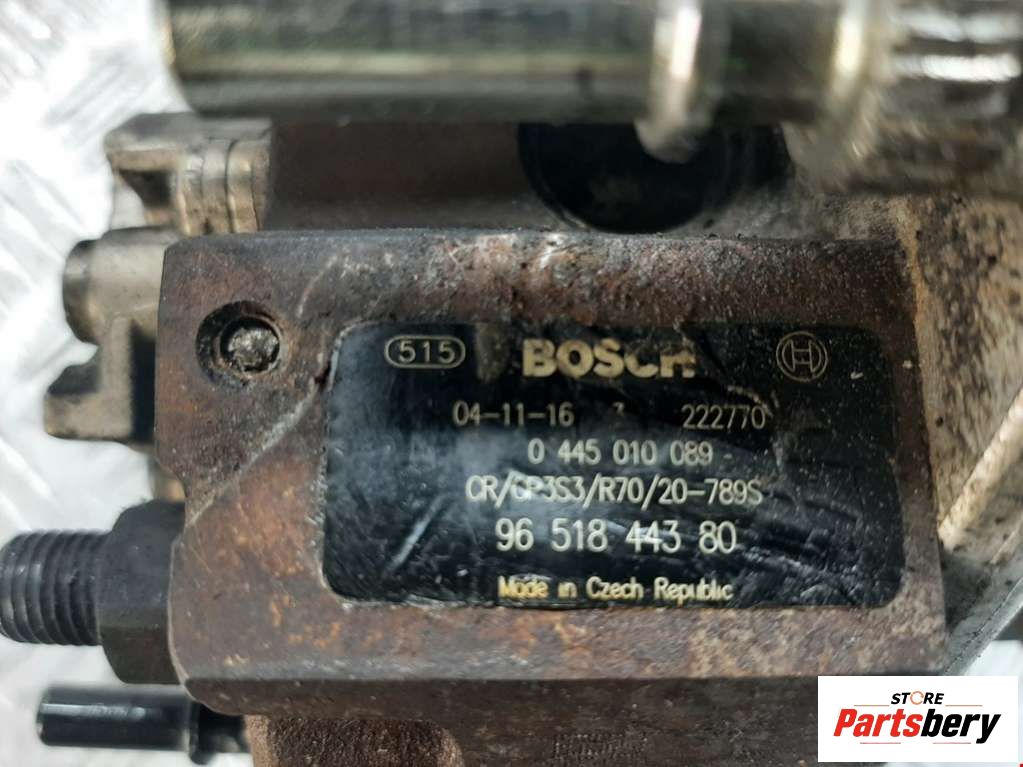 515 BOSCH
04-11-16 3 222770
0 445 010 089
CR/CP3S3/R70/20-789S
96 518 443 80
Made in Czech Republic
STORE
Partsbery